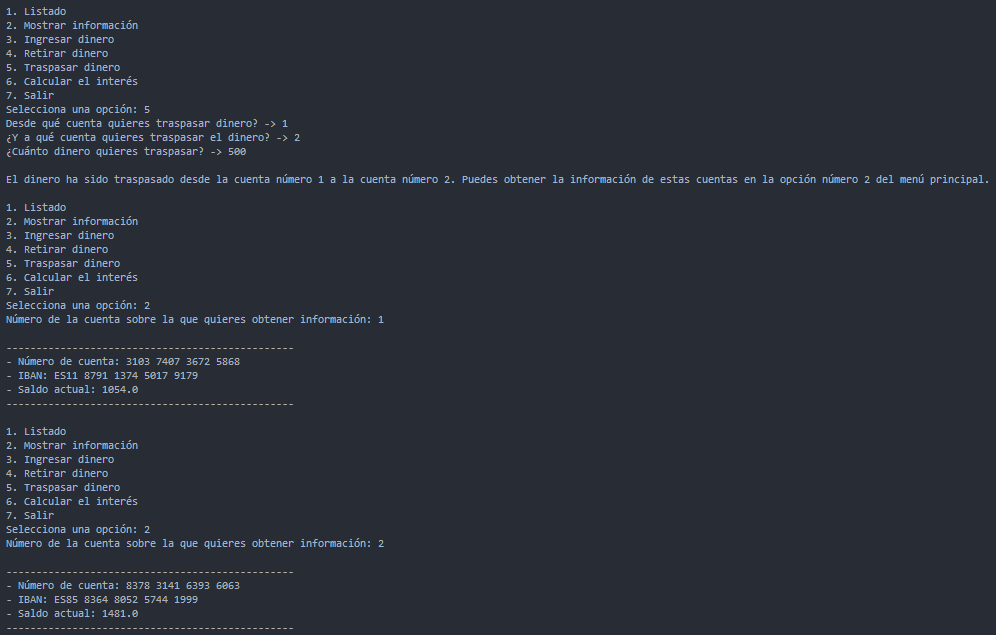 1. Listado
2. Mostrar información
3. Ingresar dinero
4. Retirar dinero
5. Traspasar dinero
6. Calcular el interés
7. Salir
Selecciona una opción: 5
Desde qué cuenta quieres traspasar dinero? -> 1
¿Y a qué cuenta quieres traspasar el dinero? -> 2
¿Cuánto dinero quieres traspasar? -> 500
El dinero ha sido traspasado desde la cuenta número 1 a la cuenta número 2. Puedes obtener la información de estas cuentas en la opción número 2 del menú principal.
1. Listado
2. Mostrar información
3. Ingresar dinero
4. Retirar dinero
5. Traspasar dinero
6. Calcular el interés
7. Salir
Selecciona una opción: 2
Número de la cuenta sobre la que quieres obtener información: 1
------------------------------------------------
- Número de cuenta: 3103 7407 3672 5868
- IBAN: ES11 8791 1374 5017 9179
- Saldo actual: 1054.0
------------------------------------------------
1. Listado
2. Mostrar información
3. Ingresar dinero
4. Retirar dinero
5. Traspasar dinero
6. Calcular el interés
7. Salir
Selecciona una opción: 2
Número de la cuenta sobre la que quieres obtener información: 2
------------------------------------------------
- Número de cuenta: 8378 3141 6393 6063
- IBAN: ES85 8364 8052 5744 1999
- Saldo actual: 1481.0
------------------------------------------------